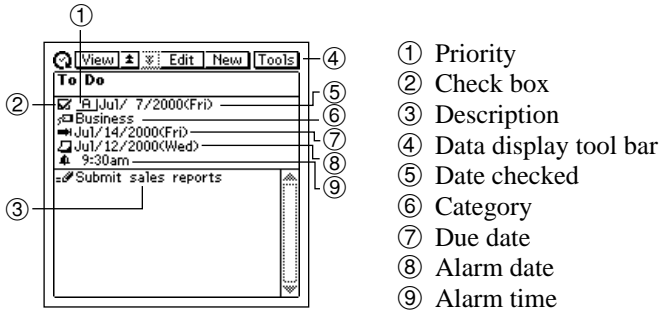 ①
View Edit New Tools
④
To Do
②
A Jul/ 7/2000(Fri)
⑤
Business
⑥
Jul/14/2000(Fri)
⑦
Jul/12/2000(Wed)
⑧
9:30am
⑨
Submit sales reports
③
① Priority
② Check box
③ Description
④ Data display tool bar
⑤ Date checked
⑥ Category
⑦ Due date
⑧ Alarm date
⑨ Alarm time